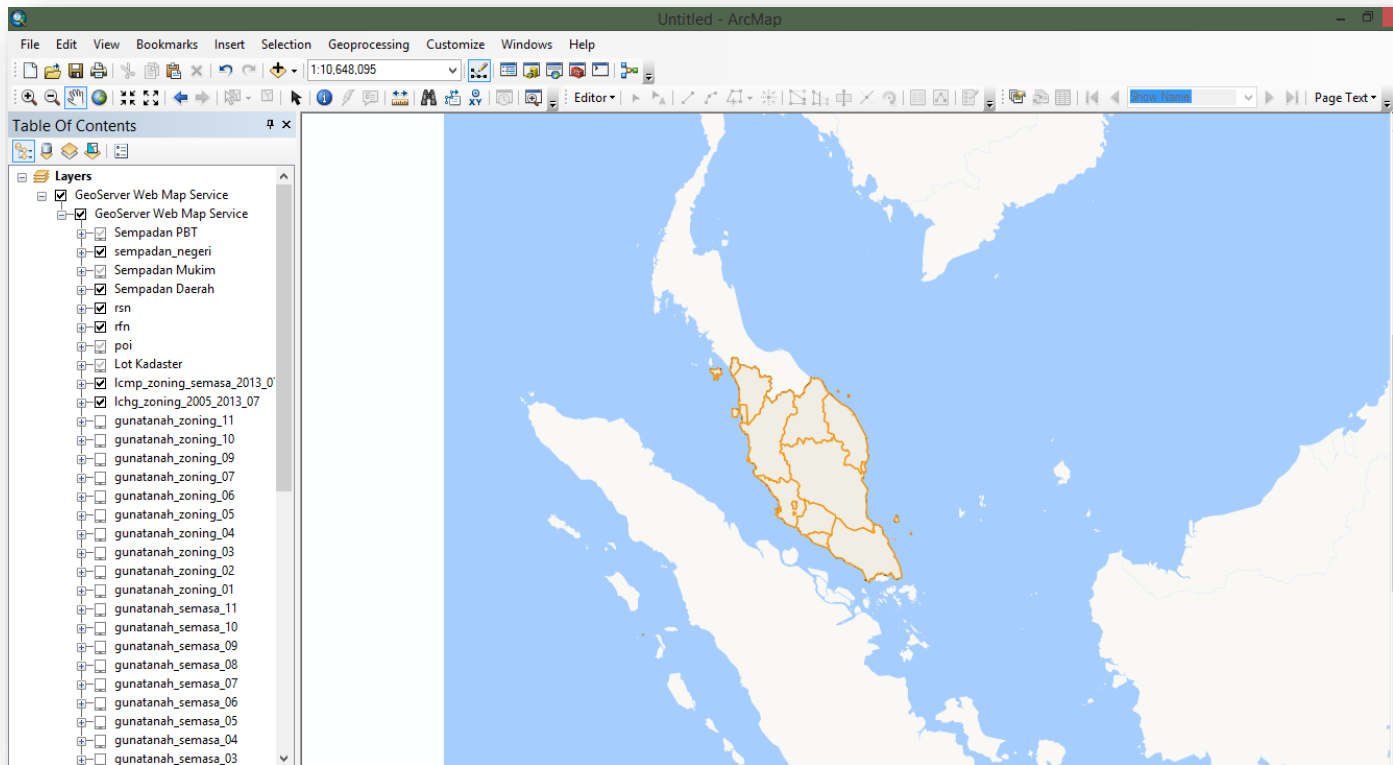 Untitled - ArcMap
File Edit View Bookmarks Insert Selection Geoprocessing Customize Windows Help
1:10,648,095
Editor Show Name Page Text
Table Of Contents
Layers
GeoServer Web Map Service
GeoServer Web Map Service
Sempadan PBT
sempadan_negeri
Sempadan Mukim
Sempadan Daerah
rsn
rfn
poi
Lot Kadaster
lcmp_zoning_semasa_2013_0
lchg_zoning_2005_2013_07
gunatanah_zoning_11
gunatanah_zoning_10
gunatanah_zoning_09
gunatanah_zoning_07
gunatanah_zoning_06
gunatanah_zoning_05
gunatanah_zoning_04
gunatanah_zoning_03
gunatanah_zoning_02
gunatanah_zoning_01
gunatanah_semasa_11
gunatanah_semasa_10
gunatanah_semasa_09
gunatanah_semasa_08
gunatanah_semasa_07
gunatanah_semasa_06
gunatanah_semasa_05
gunatanah_semasa_04
gunatanah_semasa_03